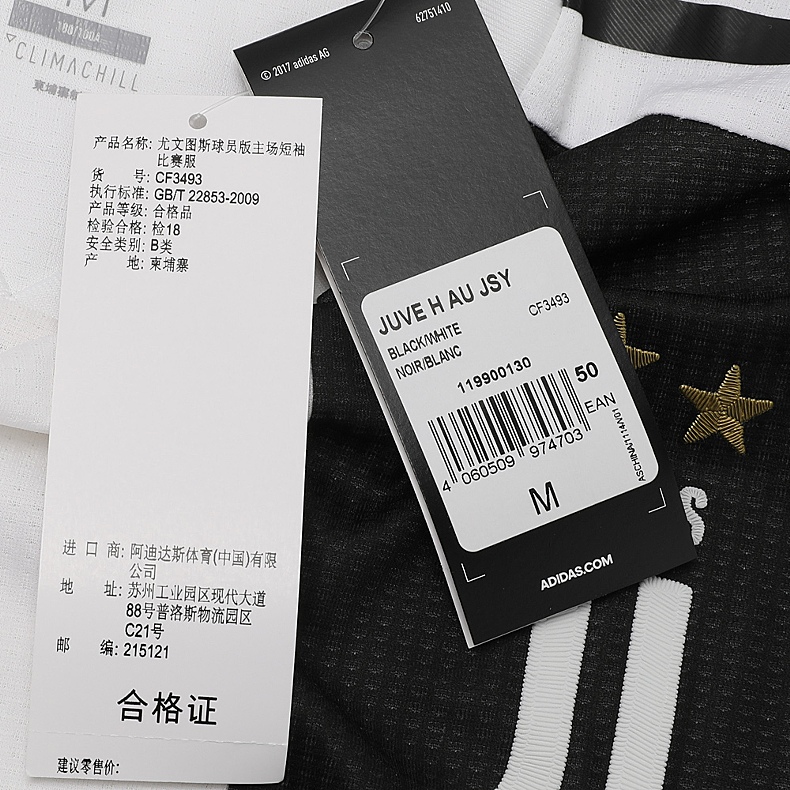 M
180/100A
CLIMACHILL
柬埔寨
© 2017 adidas AG
62751410
产品名称: 尤文图斯球员版主场短袖
比赛服
货 号: CF3493
执行标准: GB/T 22853-2009
产品等级: 合格品
检验合格: 检18
安全类别: B类
产 地: 柬埔寨
进 口 商: 阿迪达斯体育(中国)有限
公司
地 址: 苏州工业园区现代大道
88号普洛斯物流园区
C21号
邮 编: 215121
合格证
建议零售价:
JUVE H AU JSY
CF3493
BLACK/WHITE
NOIR/BLANC
119900130
50
EAN
4 060509 974703
M
ADIDAS.COM